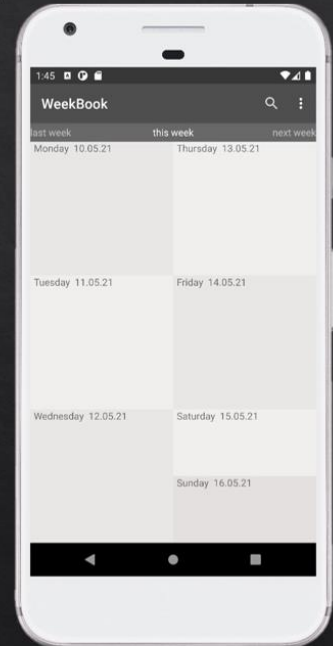 1:45
WeekBook
last week this week next week
Monday 10.05.21
Thursday 13.05.21
Tuesday 11.05.21
Friday 14.05.21
Wednesday 12.05.21
Saturday 15.05.21
Sunday 16.05.21